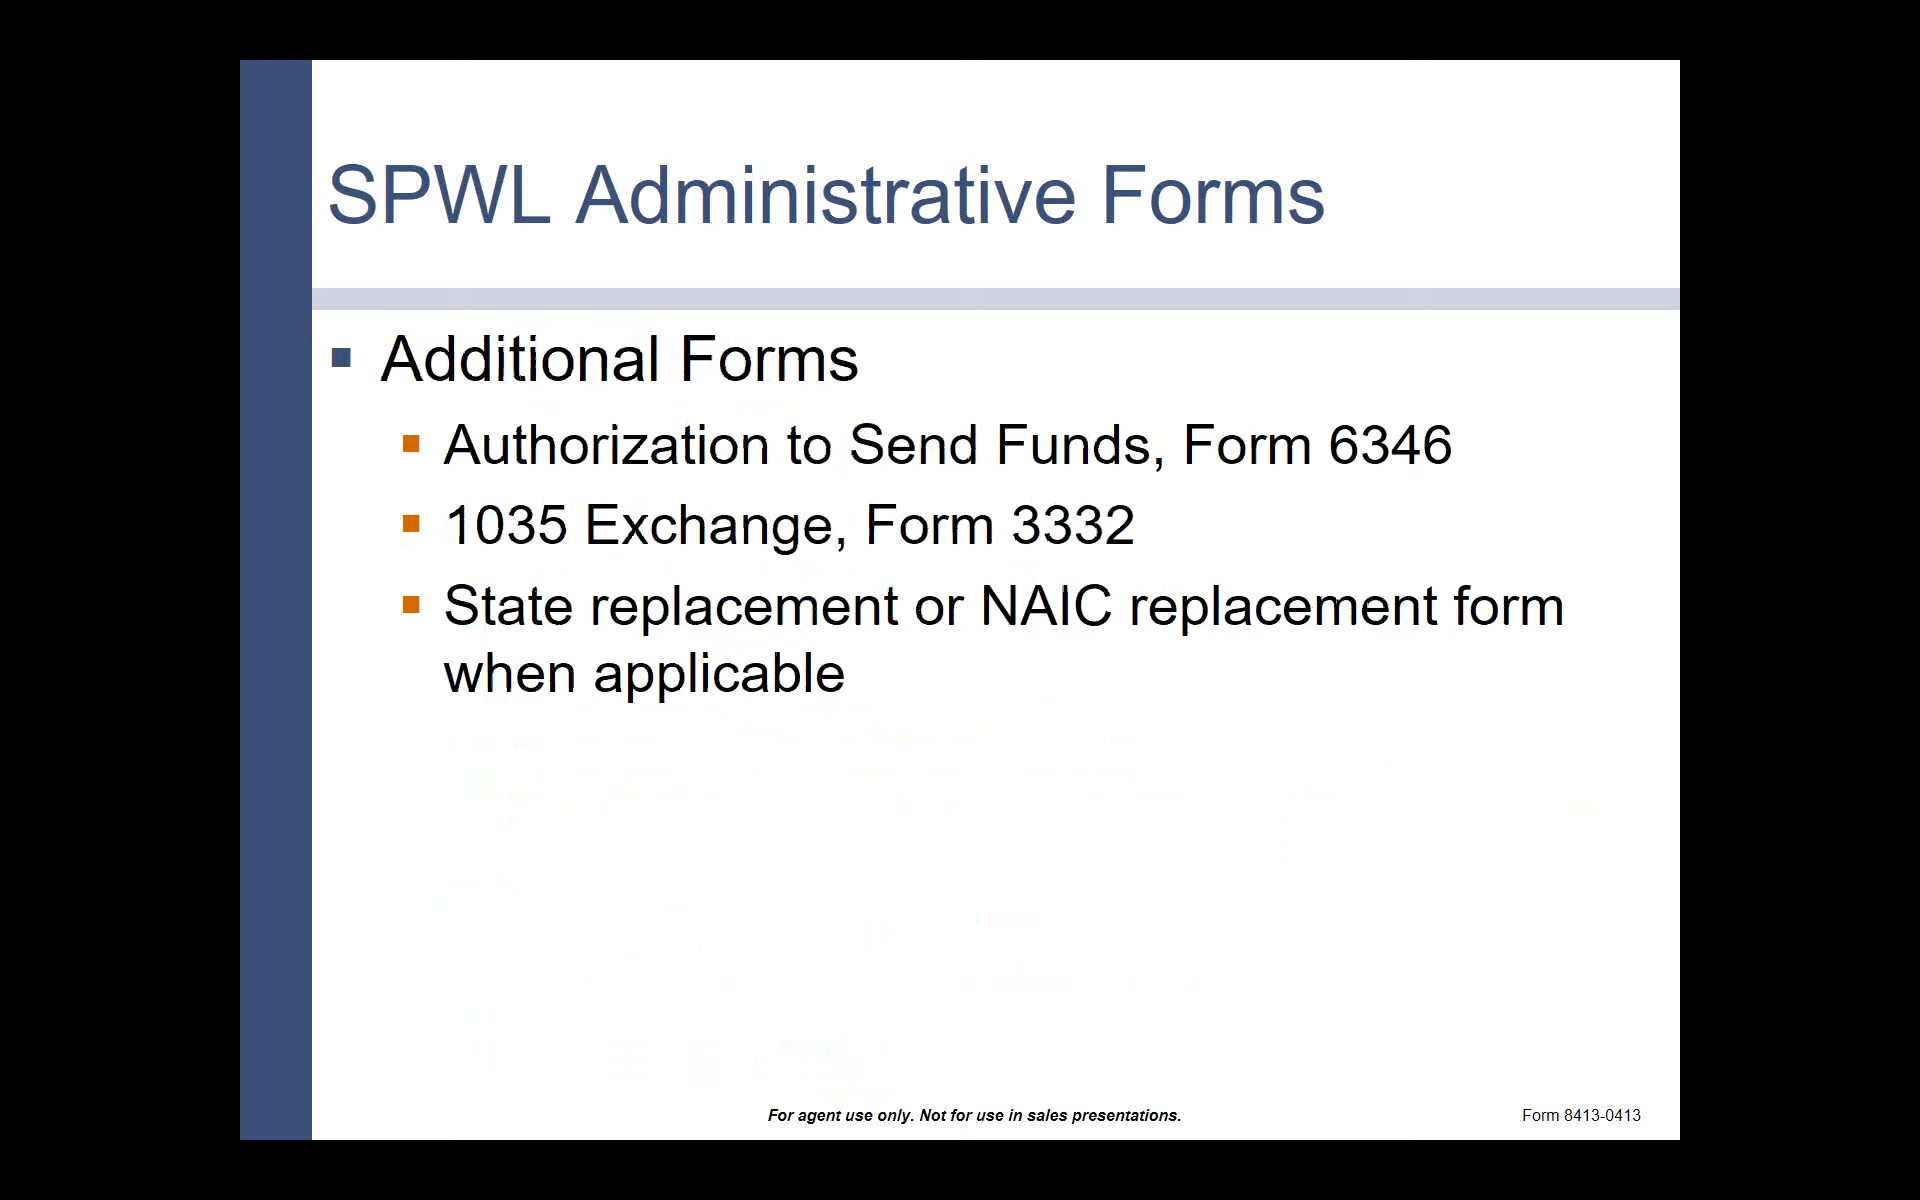 SPWL Administrative Forms
Additional Forms
Authorization to Send Funds, Form 6346
1035 Exchange, Form 3332
State replacement or NAIC replacement form
when applicable
For agent use only. Not for use in sales presentations.
Form 8413-0413